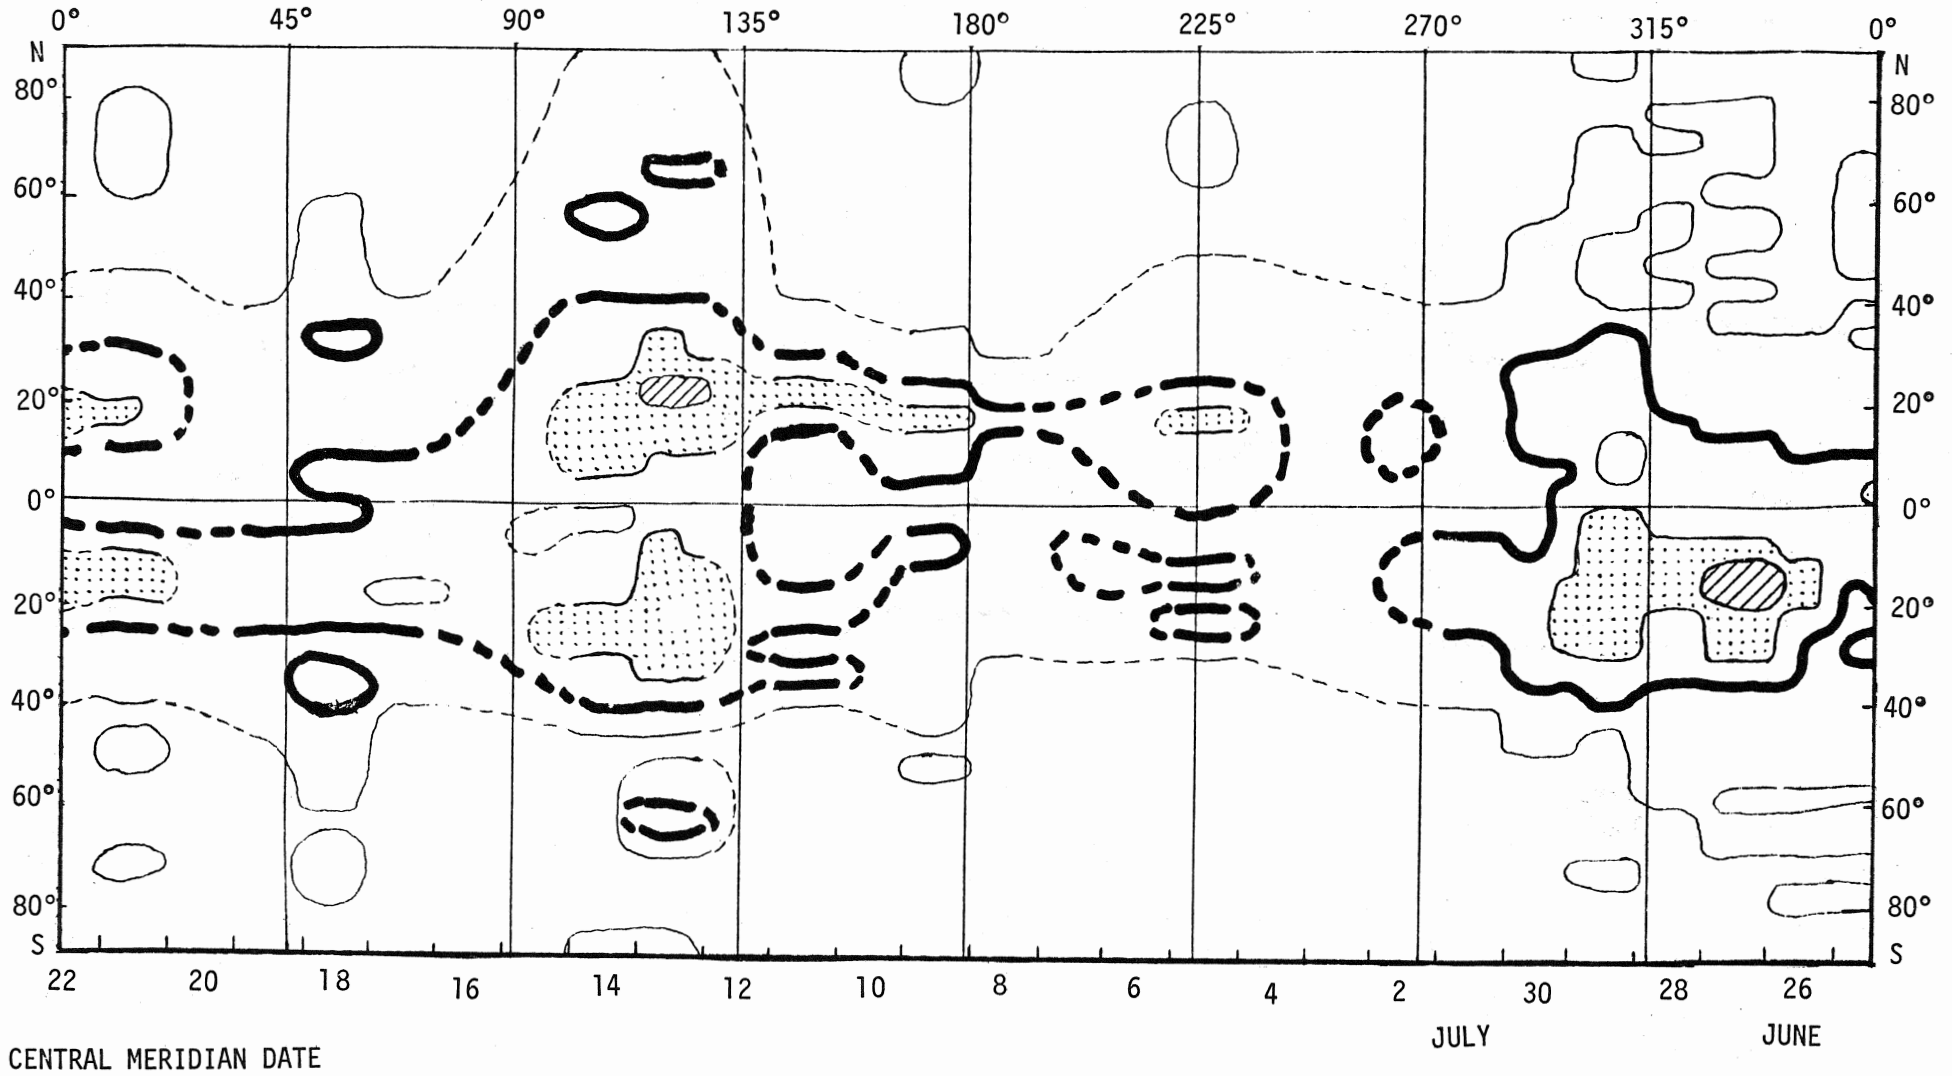 0° 45° 90° 135° 180° 225° 270° 315° 0°
N N
80° 80°
60° 60°
40° 40°
20° 20°
0° 0°
20° 20°
40° 40°
60° 60°
80° 80°
S S
22 20 18 16 14 12 10 8 6 4 2 30 28 26
JULY JUNE
CENTRAL MERIDIAN DATE